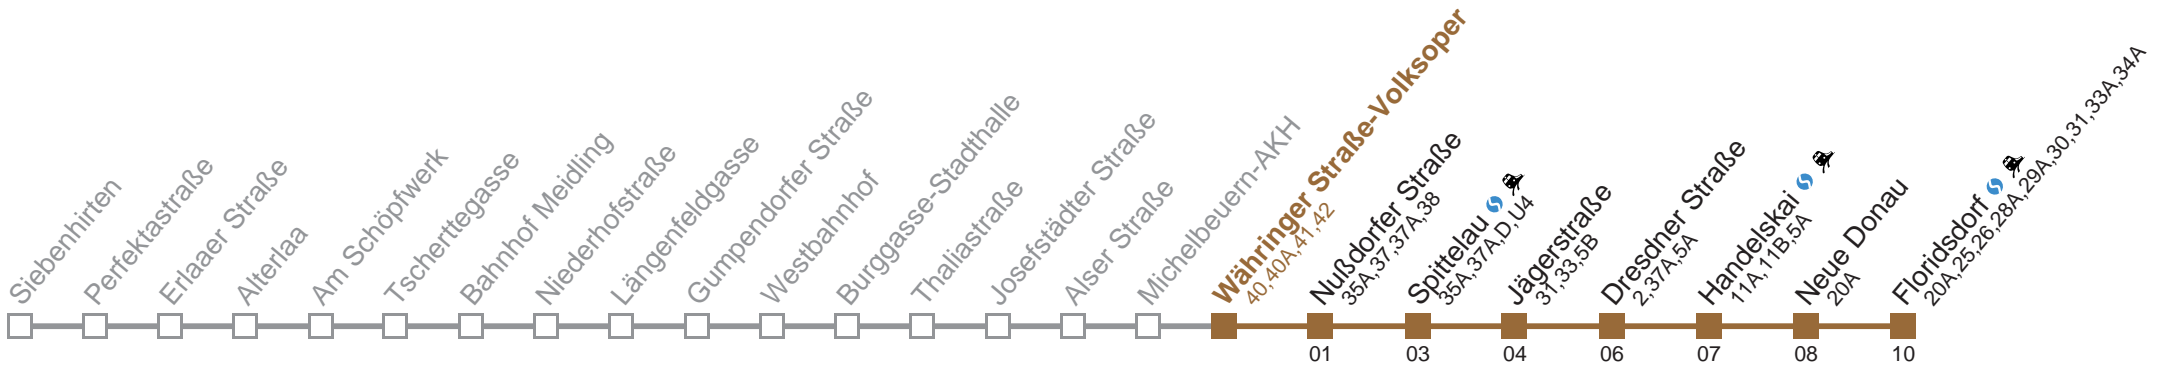 Siebenhirten
Perfektastraße
Erlaaer Straße
Alterlaa
Am Schöpfwerk
Tscherttegasse
Bahnhof Meidling
Niederhofstraße
Längenfeldgasse
Gumpendorfer Straße
Westbahnhof
Burggasse-Stadthalle
Thaliastraße
Josefstädter Straße
Alser Straße
Michelbeuern-AKH
Währinger Straße-Volksoper
40,40A,41,42
Nußdorfer Straße
35A,37,37A,38
01
Spittelau
35A,37A,D,U4
03
Jägerstraße
31,33,5B
04
Dresdner Straße
2,37A,5A
06
Handelskai
11A,11B,5A
07
Neue Donau
20A
08
Floridsdorf
20A,25,26,28A,29A,30,31,33A,34A
10